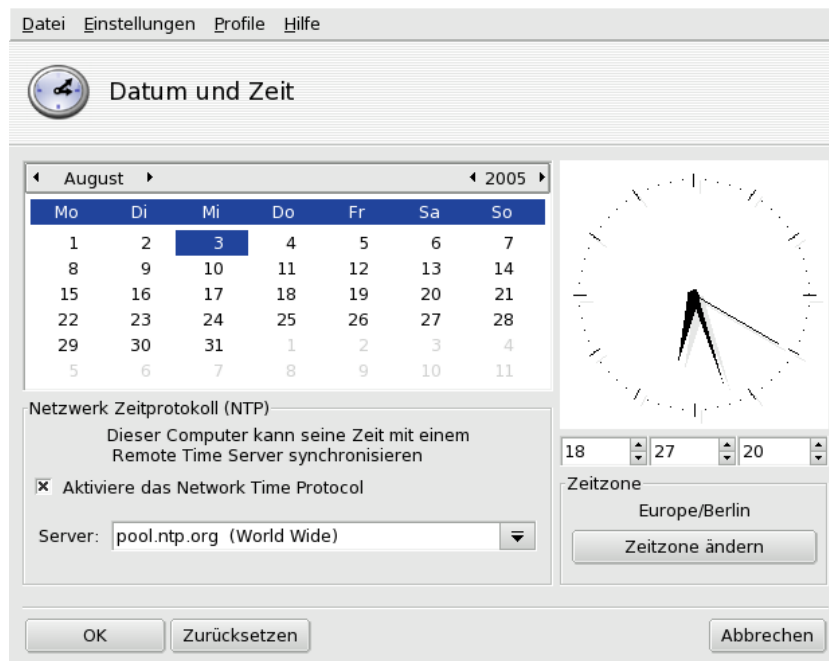 Datei Einstellungen Profile Hilfe
Datum und Zeit
August 2005
Mo Di Mi Do Fr Sa So
1 2 3 4 5 6 7
8 9 10 11 12 13 14
15 16 17 18 19 20 21
22 23 24 25 26 27 28
29 30 31 1 2 3 4
5 6 7 8 9 10 11
Netzwerk Zeitprotokoll (NTP)
Dieser Computer kann seine Zeit mit einem
Remote Time Server synchronisieren
Aktiviere das Network Time Protocol
Server: pool.ntp.org (World Wide)
18 27 20
Zeitzone
Europe/Berlin
Zeitzone ändern
OK Zurücksetzen Abbrechen